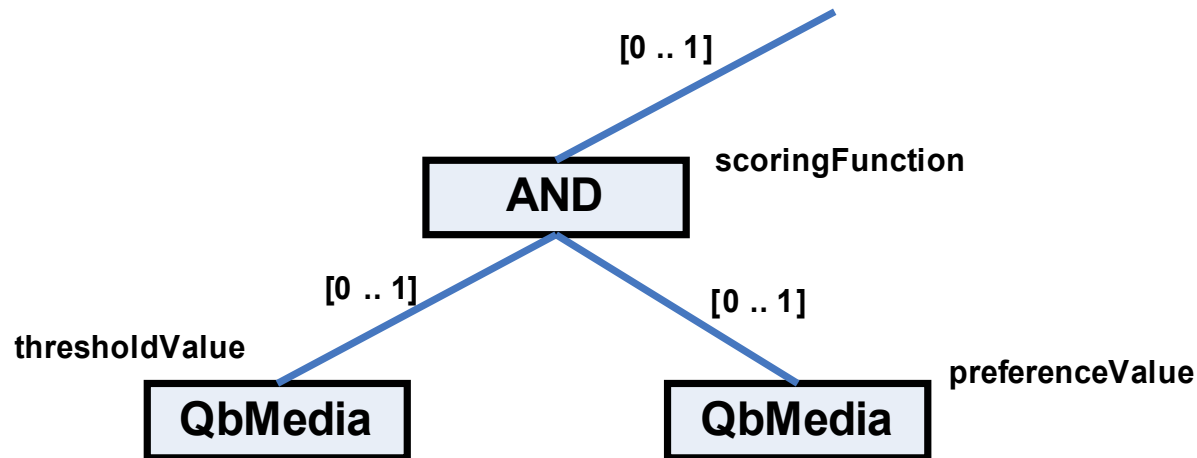 [0 .. 1]
scoringFunction
AND
[0 .. 1]
[0 .. 1]
thresholdValue
preferenceValue
QbMedia
QbMedia